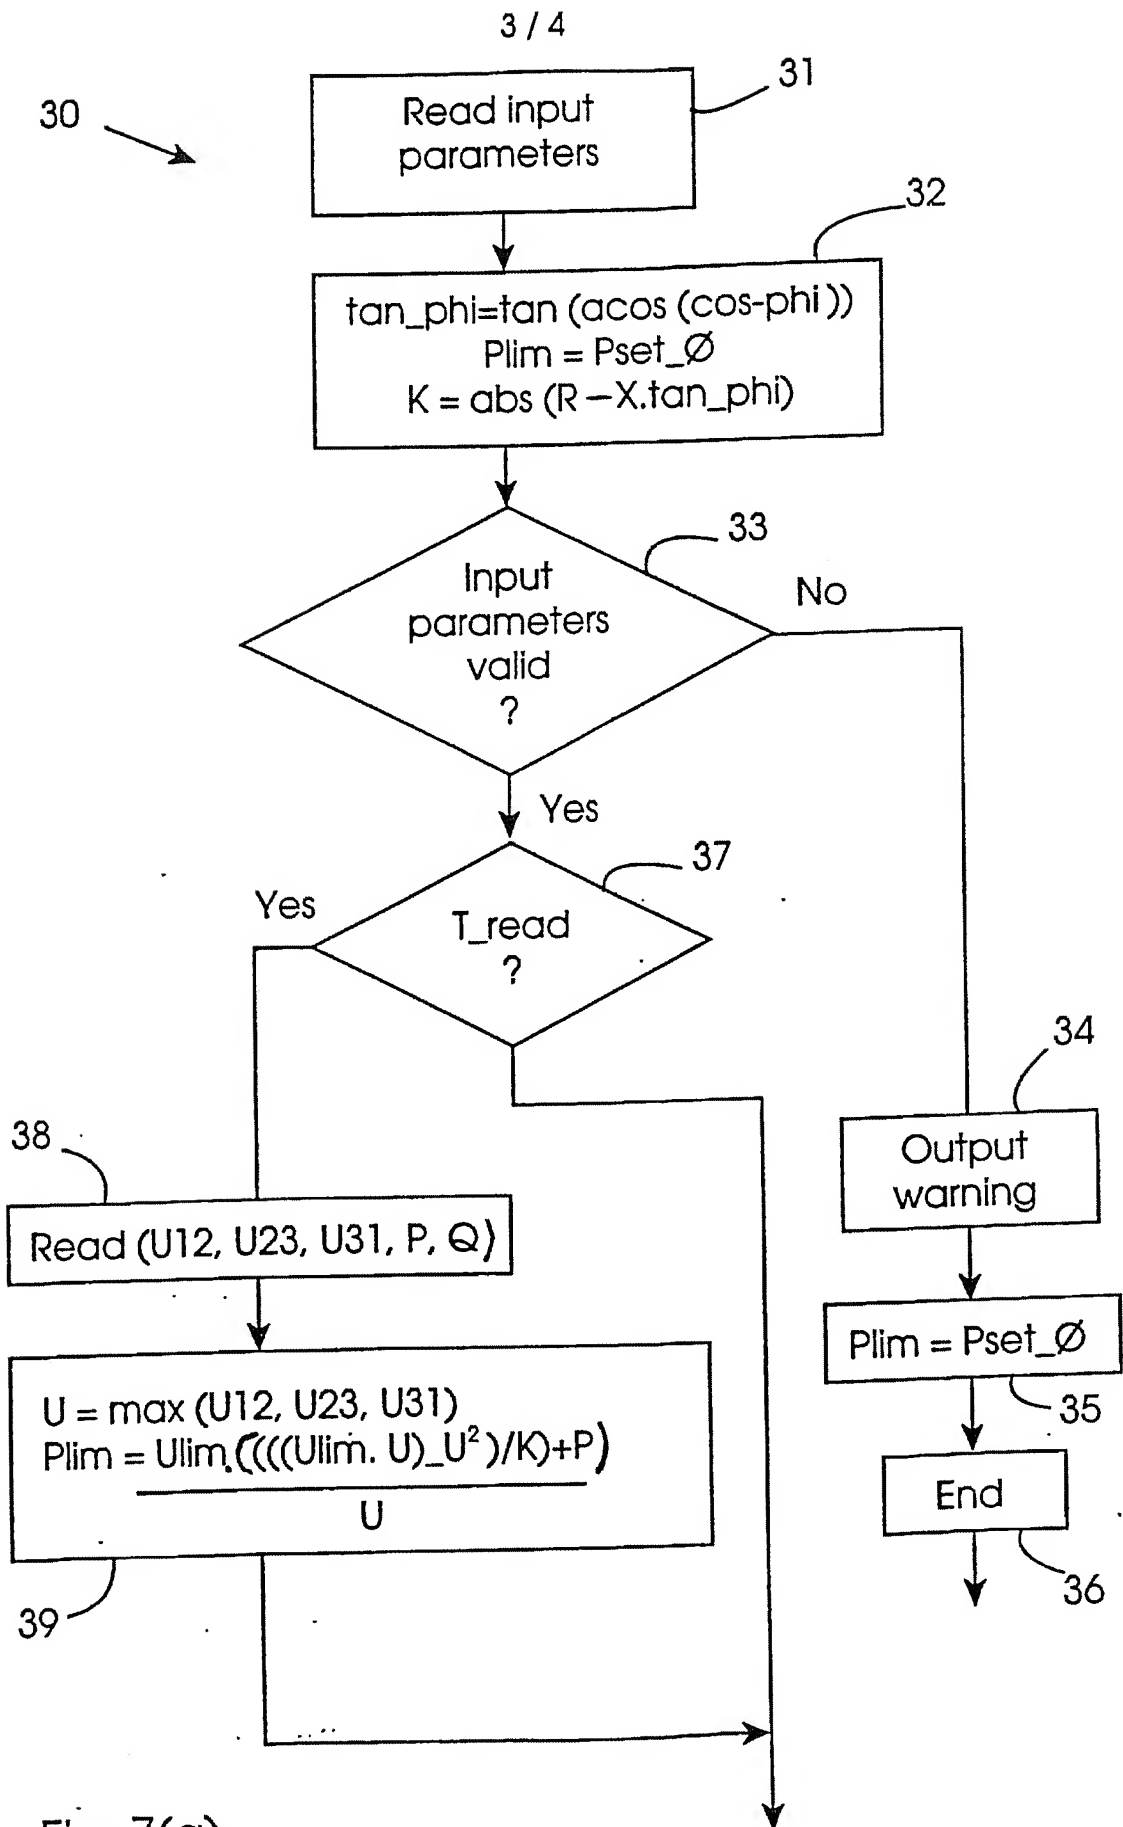 3 / 4
30
31
Read input
parameters
32
tan_phi=tan (acos (cos-phi))
Plim = Pset_Ø
K = abs (R–X.tan_phi)
33
Input
parameters
valid
?
No
Yes
37
Yes
T_read
?
34
Output
warning
38
Read (U12, U23, U31, P, Q)
Plim = Pset_Ø
35
U = max (U12, U23, U31)
Plim = Ulim.((((Ulim. U)_U²)/K)+P)
U
39
End
36